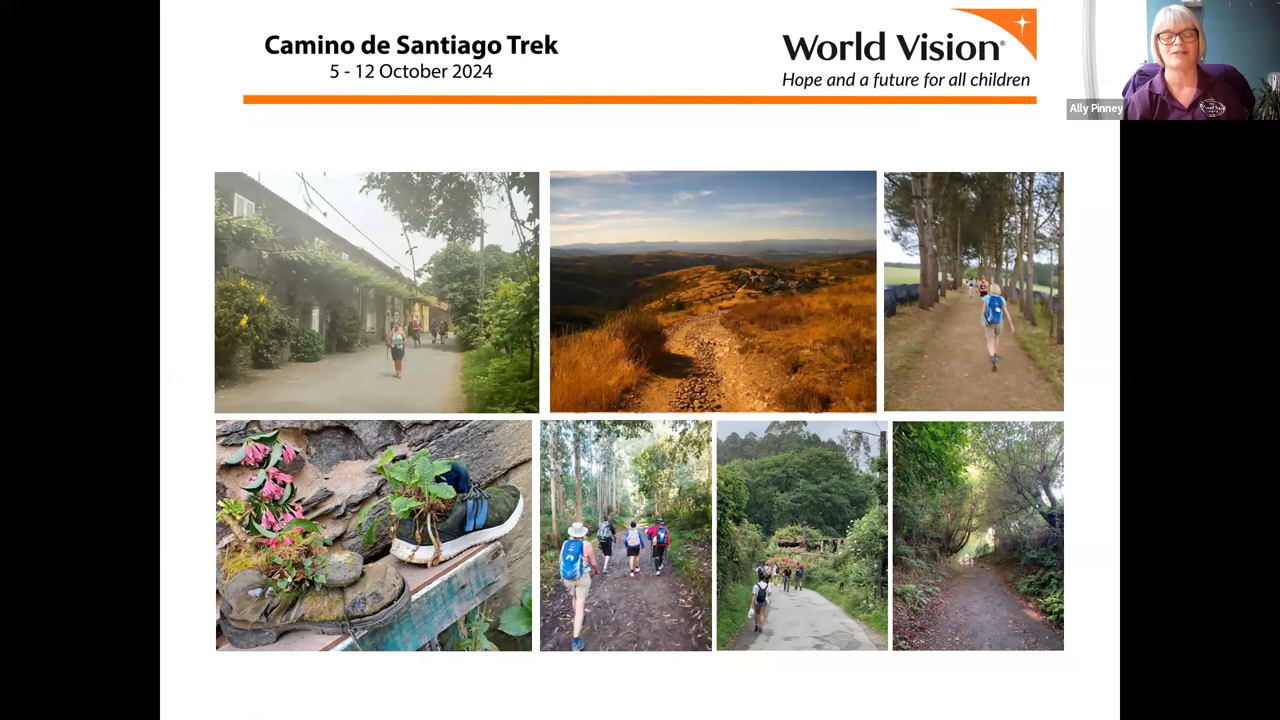 Camino de Santiago Trek
5 - 12 October 2024
World Vision®
Hope and a future for all children
Ally Pinney